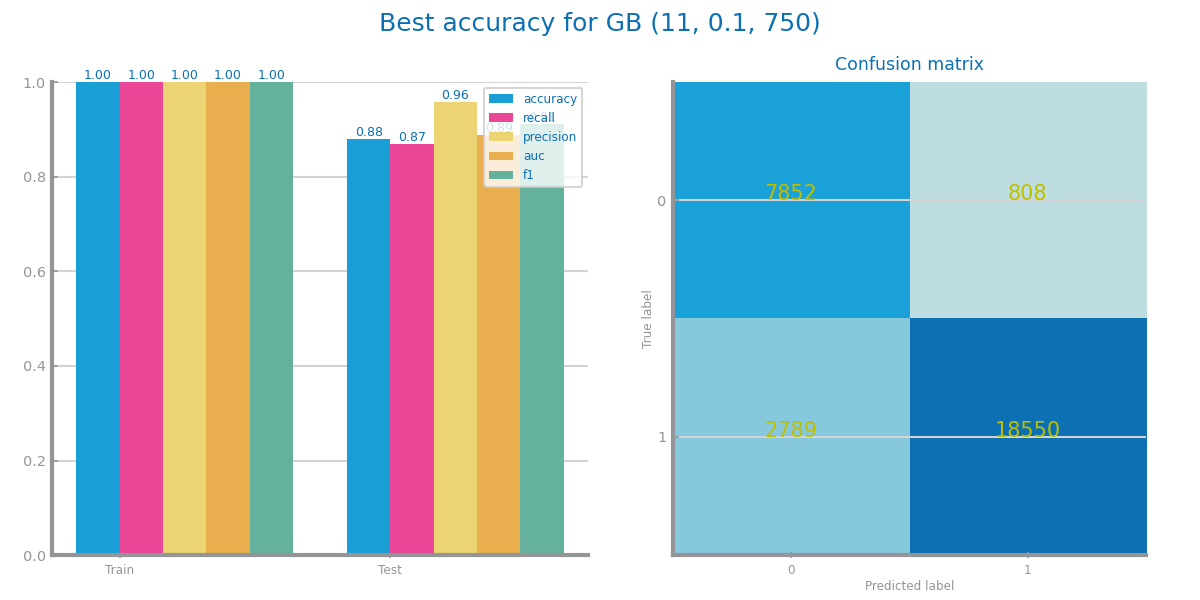 Best accuracy for GB (11, 0.1, 750)
1.00 1.00 1.00 1.00 1.00
0.88 0.87 0.96 0.89
accuracy
recall
precision
auc
f1
1.0
0.8
0.6
0.4
0.2
0.0
Train Test
Confusion matrix
7852 808
2789 18550
True label
0
1
0 1
Predicted label